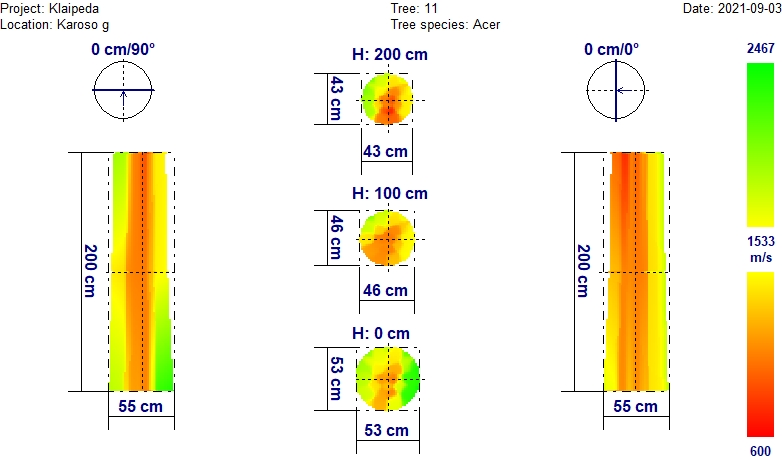 Project: Klaipeda
Tree: 11
Date: 2021-09-03
Location: Karoso g
Tree species: Acer
0 cm/90°
H: 200 cm
43 cm
43 cm
0 cm/0°
2467
200 cm
55 cm
H: 100 cm
46 cm
46 cm
200 cm
55 cm
1533
m/s
H: 0 cm
53 cm
53 cm
600